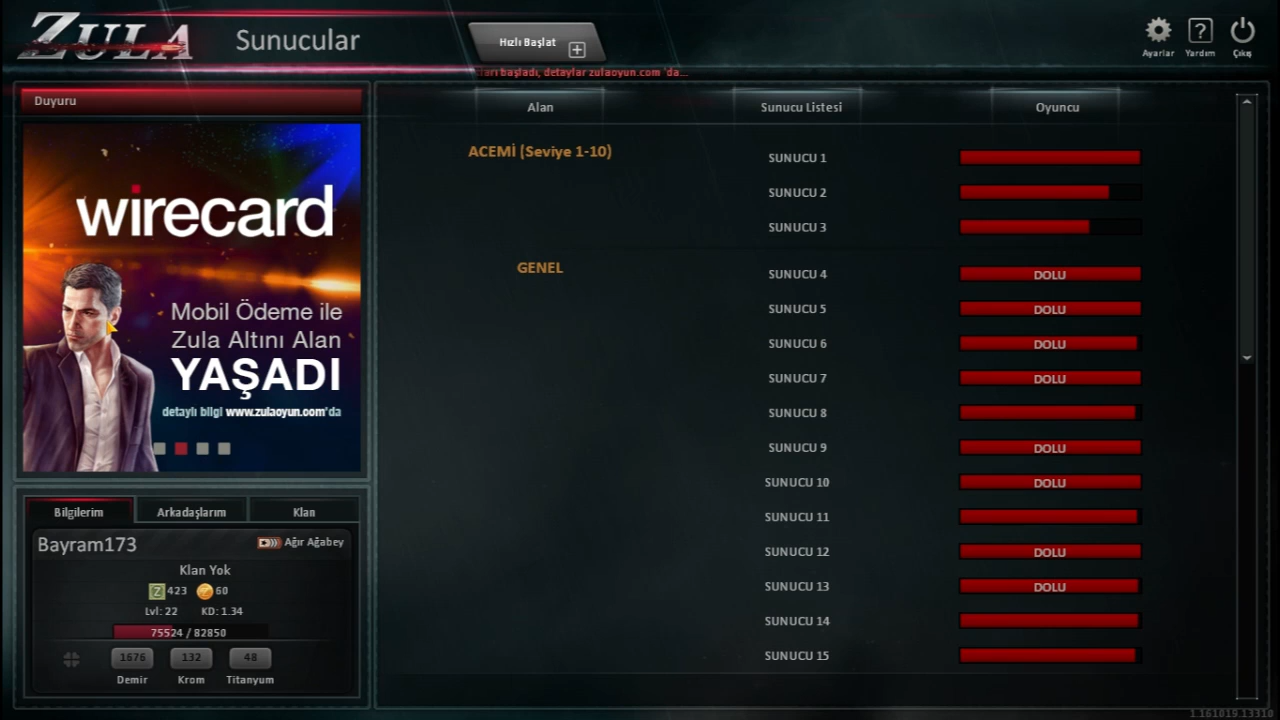 ZULA
Sunucular
Hızlı Başlat
Ayarlar
Yardım
Çıkış
başladı, detaylar zulaoyun.com 'da...
Duyuru
wirecard
Mobil Ödeme ile
Zula Altını Alan
YAŞADI
detaylı bilgi www.zulaoyun.com'da
Bilgilerim
Arkadaşlarım
Klan
Bayram173
Ağır Ağabey
Klan Yok
423
60
Lvl: 22
KD: 1.34
75524 / 82850
1676
132
48
Demir
Krom
Titanyum
Alan
Sunucu Listesi
Oyuncu
ACEMİ (Seviye 1-10)
SUNUCU 1
SUNUCU 2
SUNUCU 3
GENEL
SUNUCU 4 DOLU
SUNUCU 5 DOLU
SUNUCU 6 DOLU
SUNUCU 7 DOLU
SUNUCU 8
SUNUCU 9 DOLU
SUNUCU 10 DOLU
SUNUCU 11
SUNUCU 12 DOLU
SUNUCU 13 DOLU
SUNUCU 14
SUNUCU 15
1.161019.13310